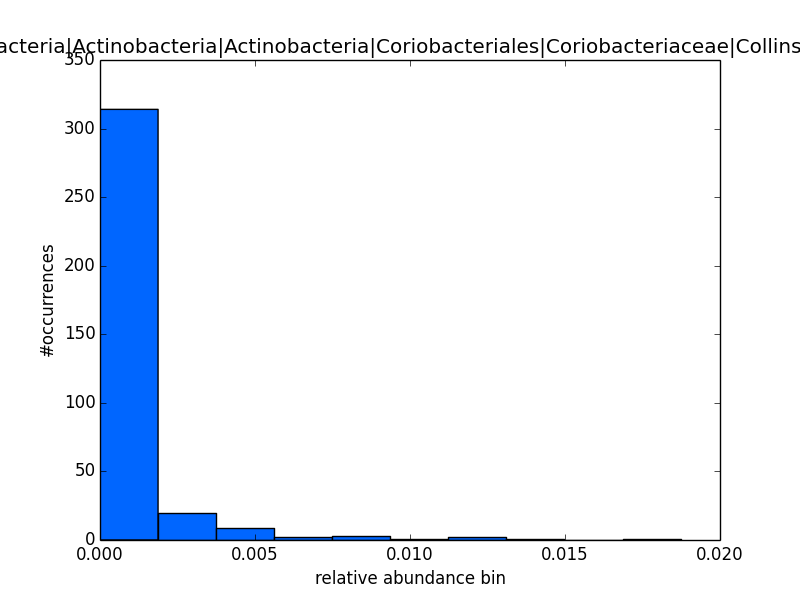 acteria|Actinobacteria|Actinobacteria|Coriobacteriales|Coriobacteriaceae|Collins
350
300
250
200
150
100
50
0
#occurrences
0.000 0.005 0.010 0.015 0.020
relative abundance bin